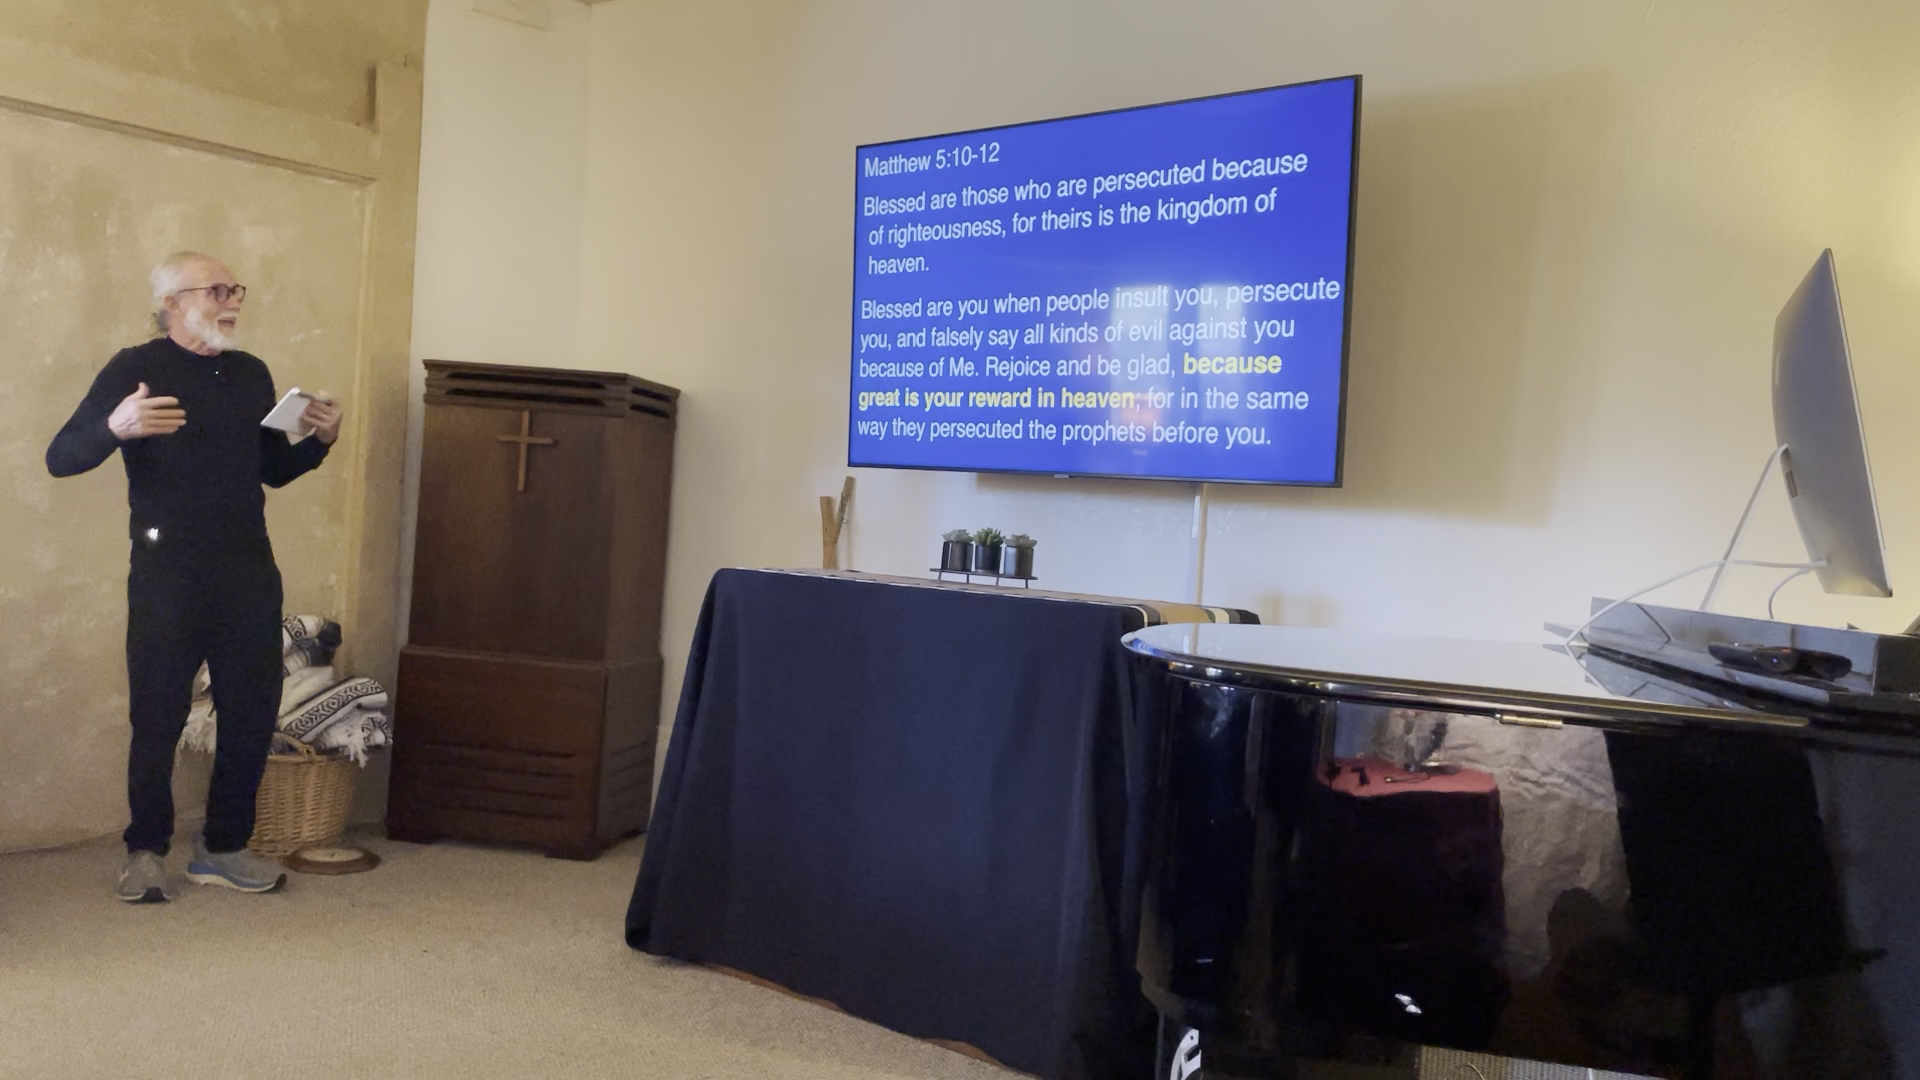 Matthew 5:10-12
Blessed are those who are persecuted because
of righteousness, for theirs is the kingdom of
heaven.
Blessed are you when people insult you, persecute
you, and falsely say all kinds of evil against you
because of Me. Rejoice and be glad, because
great is your reward in heaven; for in the same
way they persecuted the prophets before you.